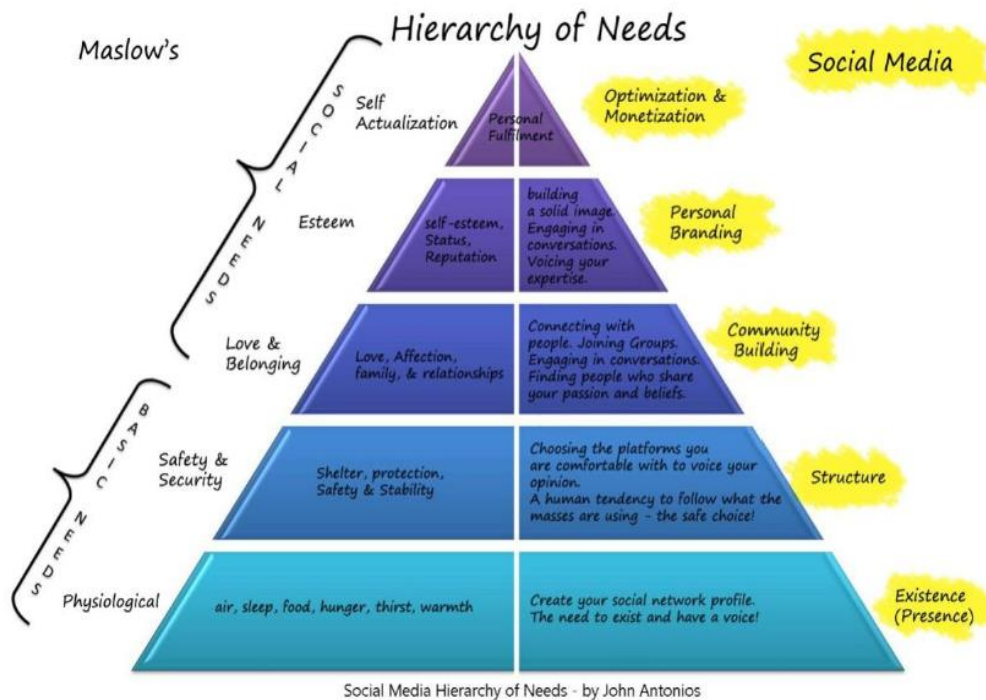 Hierarchy of Needs
Maslow's
Social Media
SOCIAL NEEDS
Self
Actualization
Personal
Fulfilment
Optimization &
Monetization
Esteem
self-esteem,
Status,
Reputation
building
a solid image.
Engaging in
conversations.
Voicing your
expertise.
Personal
Branding
Love &
Belonging
Love, Affection,
family, & relationships
Connecting with
people. Joining Groups.
Engaging in conversations.
Finding people who share
your passion and beliefs.
Community
Building
BASIC NEEDS
Safety &
Security
Shelter, protection,
Safety & Stability
Choosing the platforms you
are comfortable with to voice your
opinion.
A human tendency to follow what the
masses are using - the safe choice!
Structure
Physiological
air, sleep, food, hunger, thirst, warmth
Create your social network profile.
The need to exist and have a voice!
Existence
(Presence)
Social Media Hierarchy of Needs - by John Antonios